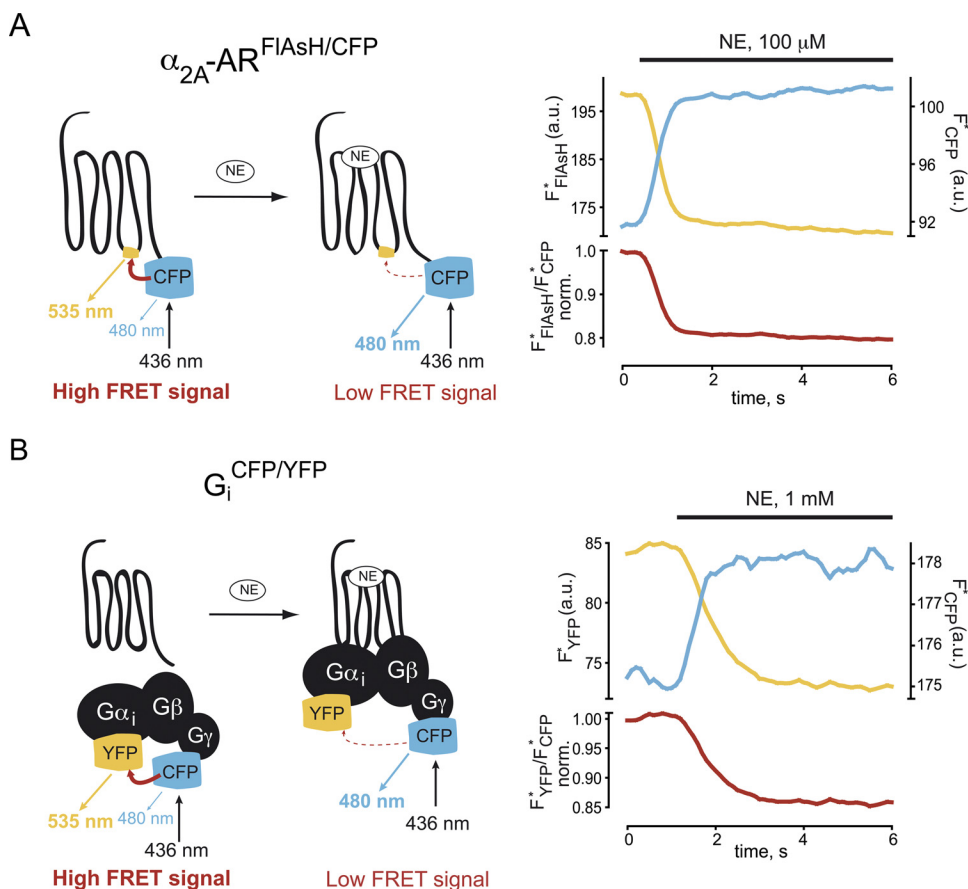 A
α2A-ARFlAsH/CFP
NE
NE
CFP
CFP
535 nm
480 nm
436 nm
480 nm
436 nm
High FRET signal
Low FRET signal
NE, 100 μM
195
185
175
F*FlAsH (a.u.)
100
96
92
F*CFP (a.u.)
1.0
0.9
0.8
F*FlAsH/F*CFP
norm.
0 2 4 6
time, s
B
GiCFP/YFP
NE
NE
Gαi Gβ Gγ
YFP CFP
535 nm
480 nm
436 nm
Gαi Gβ
Gγ
YFP CFP
480 nm
436 nm
High FRET signal
Low FRET signal
NE, 1 mM
85
80
75
F*YFP(a.u.)
178
177
176
175
F*CFP(a.u.)
1.00
0.95
0.90
0.85
F*YFP/F*CFP
norm.
0 2 4 6
time, s